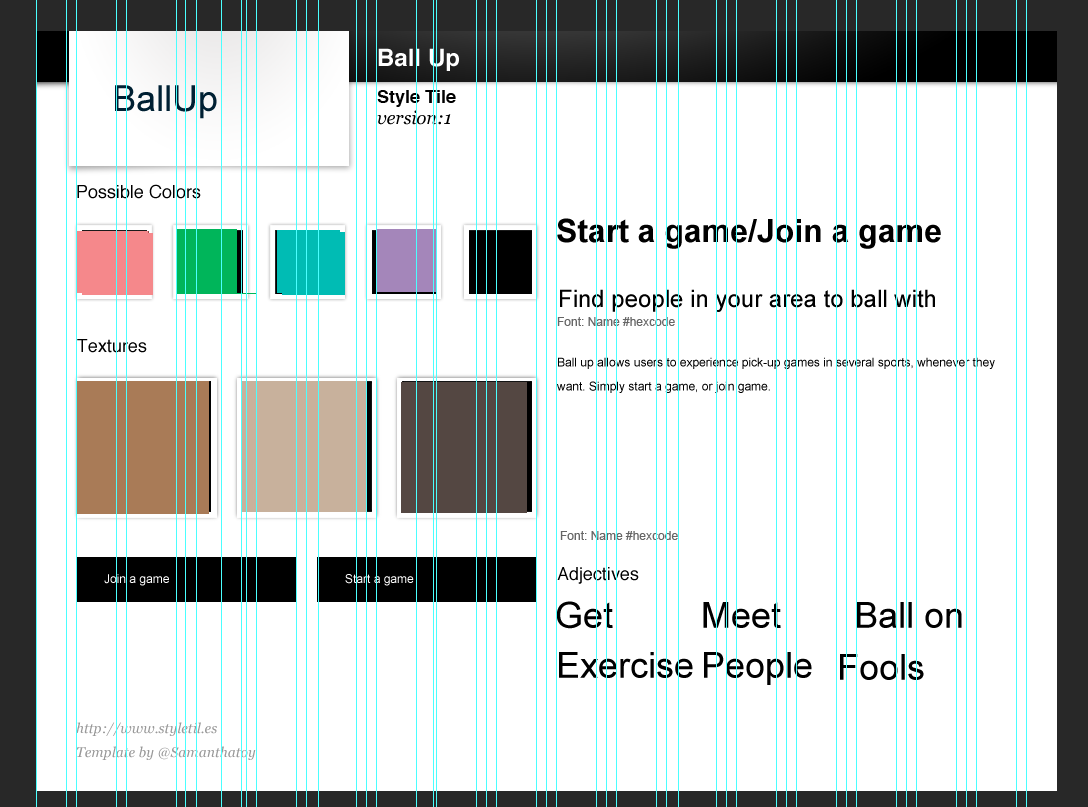 Ball Up
BallUp
Style Tile
version:1
Possible Colors
Start a game/Join a game
Find people in your area to ball with
Font: Name #hexcode
Textures
Ball up allows users to experience pick-up games in several sports, whenever they
want. Simply start a game, or join game.
Font: Name #hexcode
Join a game
Start a game
Adjectives
Get Meet Ball on
Exercise People Fools
http://www.styletil.es
Template by @Samanthatoy